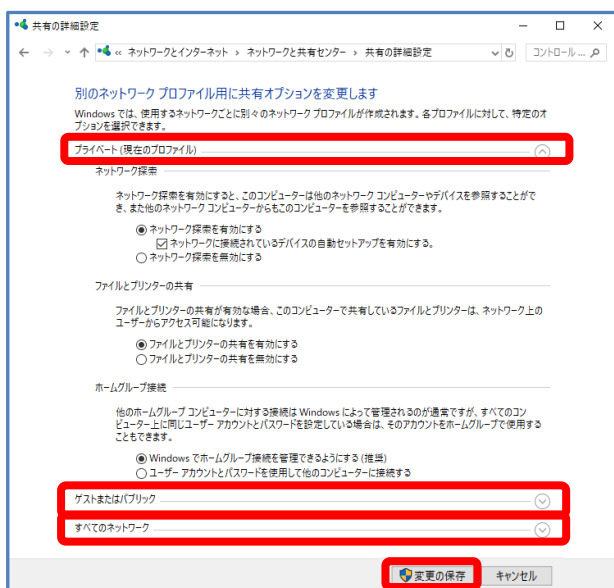 共有の詳細設定
« ネットワークとインターネット › ネットワークと共有センター › 共有の詳細設定
コントロール ...
別のネットワーク プロファイル用に共有オプションを変更します
Windows では、使用するネットワークごとに別々のネットワーク プロファイルが作成されます。各プロファイルに対して、特定のオ
プションを選択できます。
プライベート (現在のプロファイル)
ネットワーク探索
ネットワーク探索を有効にすると、このコンピューターは他のネットワーク コンピューターやデバイスを参照することがで
き、また他のネットワーク コンピューターからもこのコンピューターを参照することができます。
ネットワーク探索を有効にする
ネットワークに接続されているデバイスの自動セットアップを有効にする。
ネットワーク探索を無効にする
ファイルとプリンターの共有
ファイルとプリンターの共有が有効な場合、このコンピューターで共有しているファイルとプリンターは、ネットワーク上の
ユーザーからアクセス可能になります。
ファイルとプリンターの共有を有効にする
ファイルとプリンターの共有を無効にする
ホームグループ接続
他のホームグループ コンピューターに対する接続は Windows によって管理されるのが通常ですが、すべてのコン
ピューター上に同じユーザー アカウントとパスワードを設定している場合は、そのアカウントをホームグループで使用する
こともできます。
Windows でホームグループ接続を管理できるようにする (推奨)
ユーザー アカウントとパスワードを使用して他のコンピューターに接続する
ゲストまたはパブリック
すべてのネットワーク
変更の保存
キャンセル